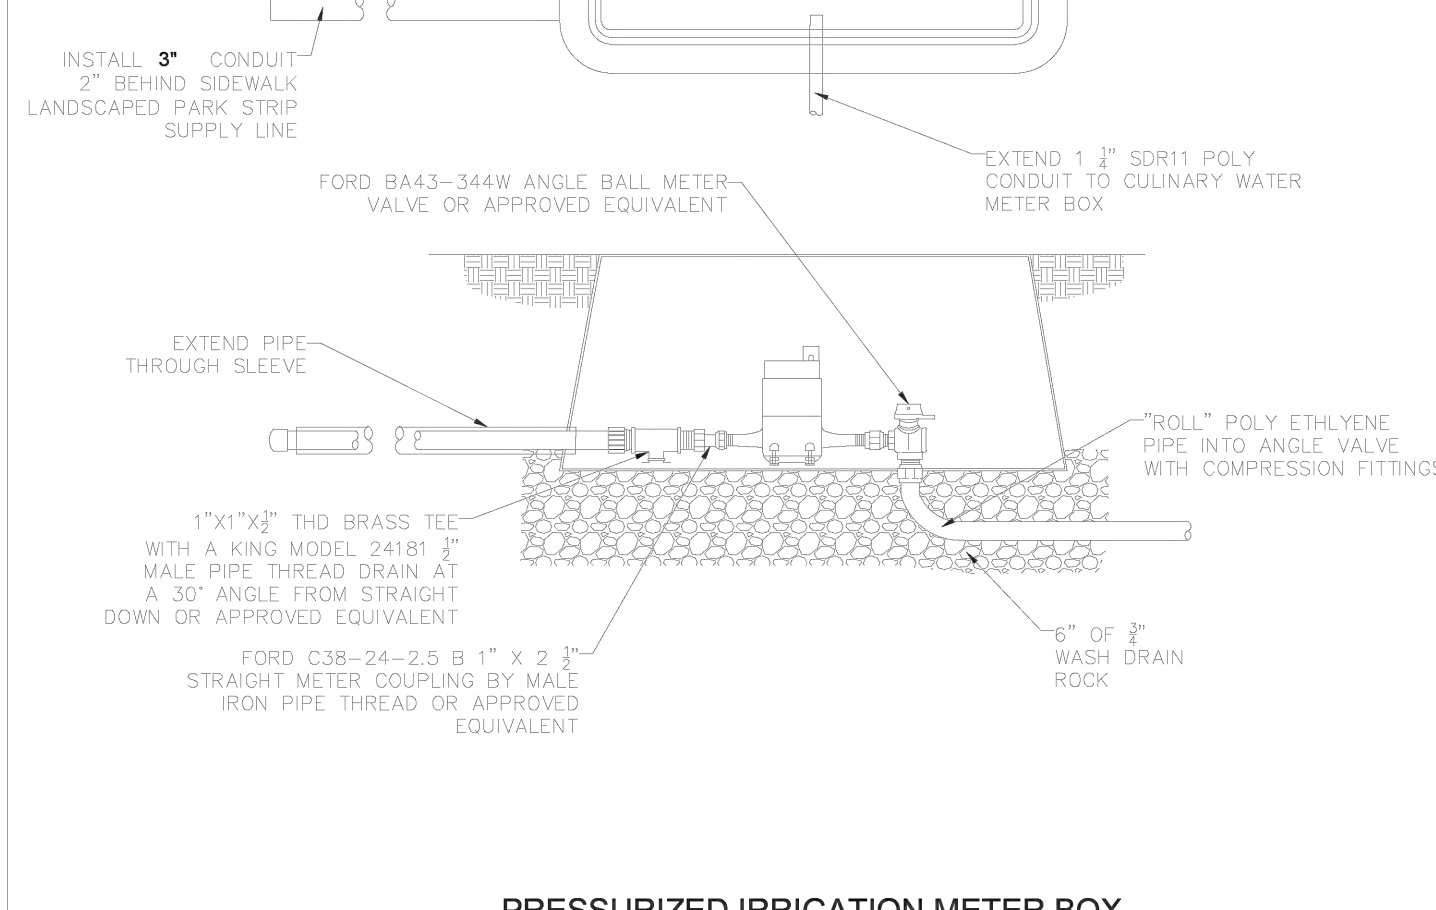 INSTALL 3" CONDUIT
2" BEHIND SIDEWALK
LANDSCAPED PARK STRIP
SUPPLY LINE
EXTEND 1 1/4" SDR11 POLY
CONDUIT TO CULINARY WATER
METER BOX
FORD BA43-344W ANGLE BALL METER
VALVE OR APPROVED EQUIVALENT
EXTEND PIPE
THROUGH SLEEVE
"ROLL" POLY ETHLYENE
PIPE INTO ANGLE VALVE
WITH COMPRESSION FITTINGS
1"X1"X1/2" THD BRASS TEE
WITH A KING MODEL 24181 1/2"
MALE PIPE THREAD DRAIN AT
A 30° ANGLE FROM STRAIGHT
DOWN OR APPROVED EQUIVALENT
FORD C38-24-2.5 B 1" X 2 1/2"
STRAIGHT METER COUPLING BY MALE
IRON PIPE THREAD OR APPROVED
EQUIVALENT
6" OF 3/4"
WASH DRAIN
ROCK
PRESSURIZED IRRIGATION METER BOX